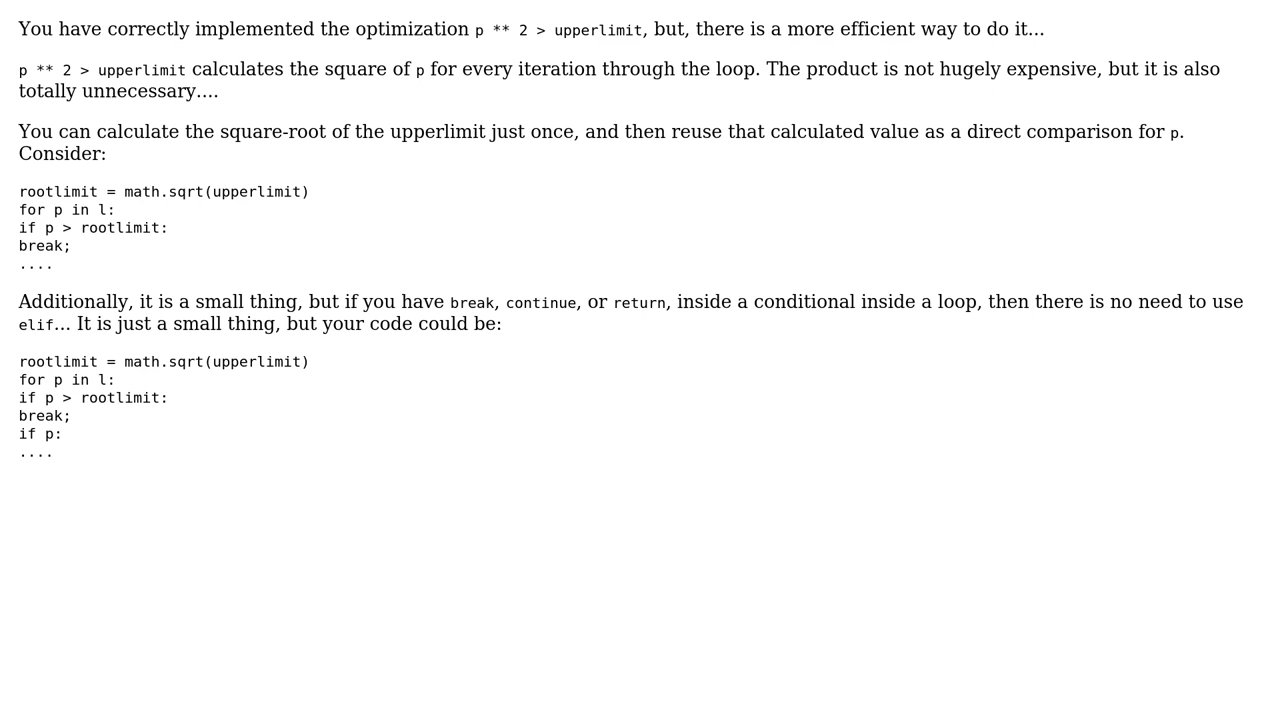 You have correctly implemented the optimization p ** 2 > upperlimit, but, there is a more efficient way to do it...
p ** 2 > upperlimit calculates the square of p for every iteration through the loop. The product is not hugely expensive, but it is also
totally unnecessary....
You can calculate the square-root of the upperlimit just once, and then reuse that calculated value as a direct comparison for p.
Consider:
rootlimit = math.sqrt(upperlimit)
for p in l:
if p > rootlimit:
break;
....
Additionally, it is a small thing, but if you have break, continue, or return, inside a conditional inside a loop, then there is no need to use
elif... It is just a small thing, but your code could be:
rootlimit = math.sqrt(upperlimit)
for p in l:
if p > rootlimit:
break;
if p:
....